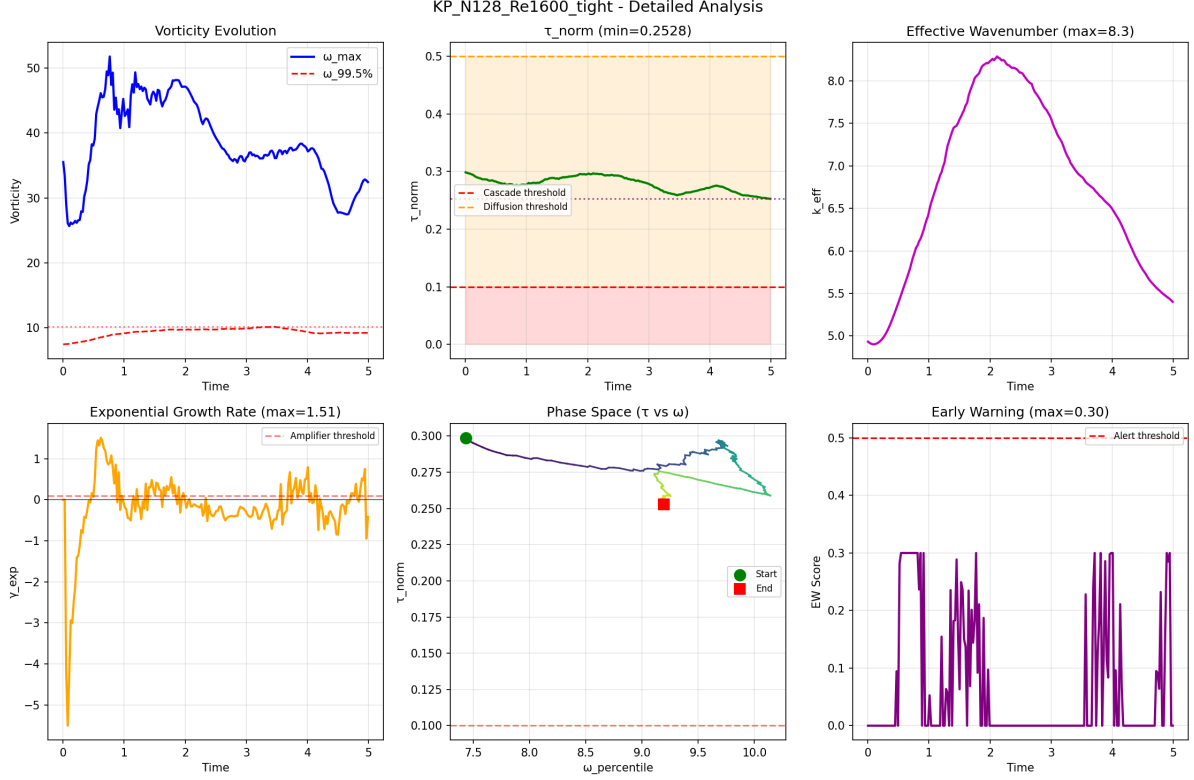 KP_N128_Re1600_tight - Detailed Analysis
Vorticity Evolution
Vorticity
50
40
30
20
10
ω_max
ω_99.5%
0 1 2 3 4 5
Time
τ_norm (min=0.2528)
τ_norm
0.5
0.4
0.3
0.2
0.1
0.0
Cascade threshold
Diffusion threshold
0 1 2 3 4 5
Time
Effective Wavenumber (max=8.3)
k_eff
8.0
7.5
7.0
6.5
6.0
5.5
5.0
0 1 2 3 4 5
Time
Exponential Growth Rate (max=1.51)
γ_exp
1
0
−1
−2
−3
−4
−5
Amplifier threshold
0 1 2 3 4 5
Time
Phase Space (τ vs ω)
τ_norm
0.300
0.275
0.250
0.225
0.200
0.175
0.150
0.125
0.100
Start
End
7.5 8.0 8.5 9.0 9.5 10.0
ω_percentile
Early Warning (max=0.30)
EW Score
0.5
0.4
0.3
0.2
0.1
0.0
Alert threshold
0 1 2 3 4 5
Time